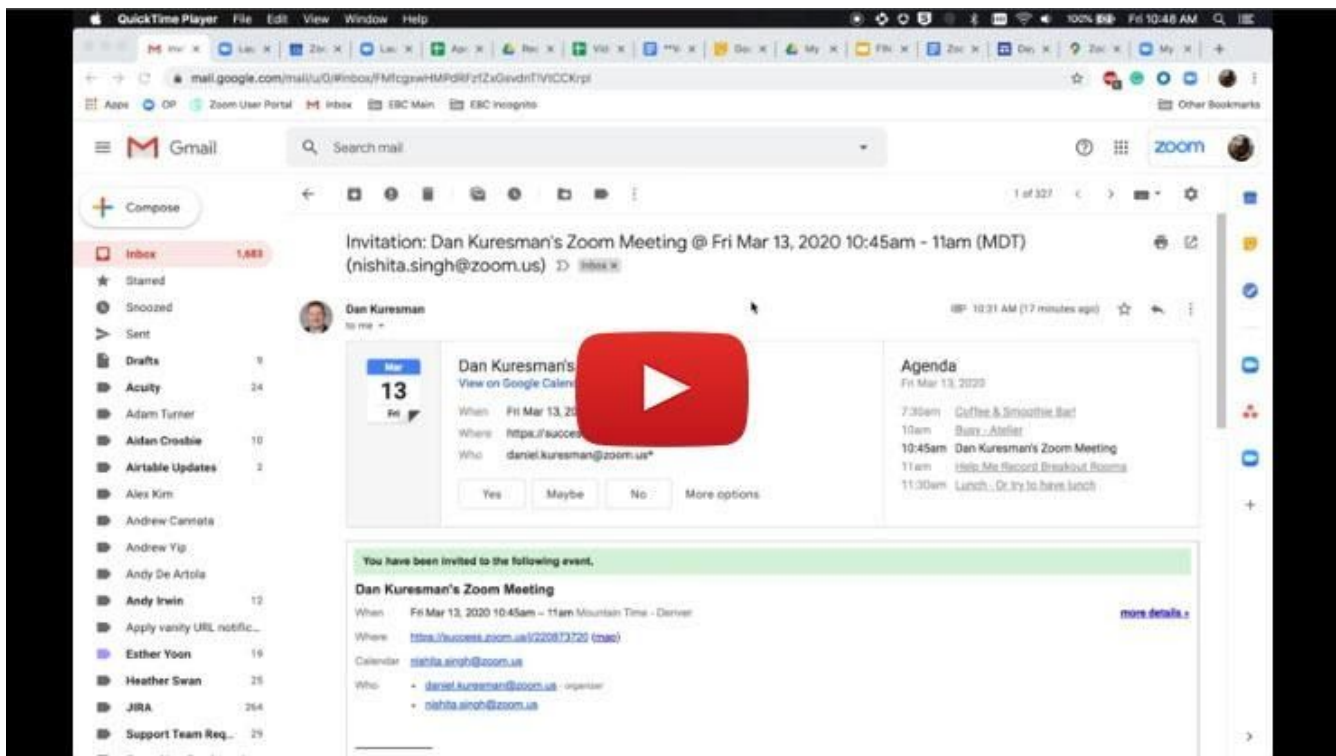 QuickTime Player File Edit View Window Help 100% Fri 10:48 AM
mail.google.com/mail/u/0/#inbox/
Apps OP Zoom User Portal Inbox EBC Main EBC Incognito Other Bookmarks
Gmail Search mail zoom
Compose 1 of 327
Invitation: Dan Kuresman's Zoom Meeting @ Fri Mar 13, 2020 10:45am - 11am (MDT)
(nishita.singh@zoom.us) Inbox x
Inbox 1,683
Starred
Snoozed
Sent
Drafts 9
Acuity 24
Adam Turner
Aidan Crosbie 10
Airtable Updates 2
Alex Kim
Andrew Cannata
Andrew Yip
Andy De Artola
Andy Irwin 12
Apply vanity URL notific...
Esther Yoon 19
Heather Swan 25
JIRA 264
Support Team Req... 29
Dan Kuresman 10:31 AM (17 minutes ago)
to me
Mar
13
Fri
Dan Kuresman's
View on Google Calen
When Fri Mar 13, 20
Where https://succes
Who daniel.kuresman@zoom.us*
Yes Maybe No More options
Agenda
Fri Mar 13, 2020
7:30am Coffee & Smoothie Bar!
10am Busy - Atelier
10:45am Dan Kuresman's Zoom Meeting
11am Help Me Record Breakout Rooms
11:30am Lunch - Or try to have lunch
You have been invited to the following event.
Dan Kuresman's Zoom Meeting
When Fri Mar 13, 2020 10:45am – 11am Mountain Time - Denver more details »
Where https://success.zoom.us/j/220873720 (map)
Calendar nishita.singh@zoom.us
Who • daniel.kuresman@zoom.us - organizer
• nishita.singh@zoom.us